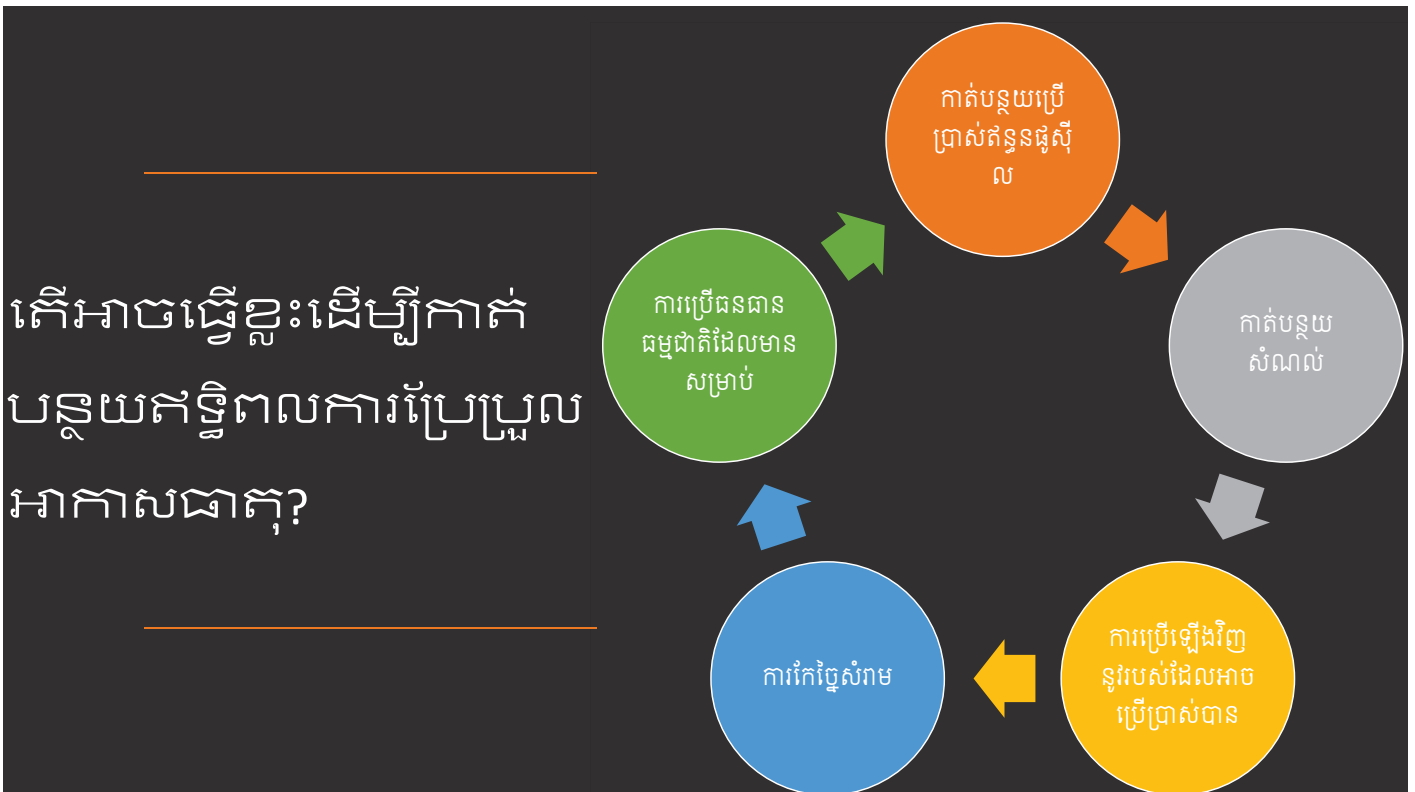 តើអាចធ្វើខ្លះដើម្បីកាត់
បន្ថយឥទ្ធិពលការប្រែប្រួល
អាកាសធាតុ?
កាត់បន្ថយប្រើ
ប្រាស់ឥន្ធនផូស៊ី
ល
កាត់បន្ថយ
សំណល់
ការប្រើឡើងវិញ
នូវរបស់ដែលអាច
ប្រើប្រាស់បាន
ការកែច្នៃសំរាម
ការប្រើធនធាន
ធម្មជាតិដែលមាន
សម្រាប់